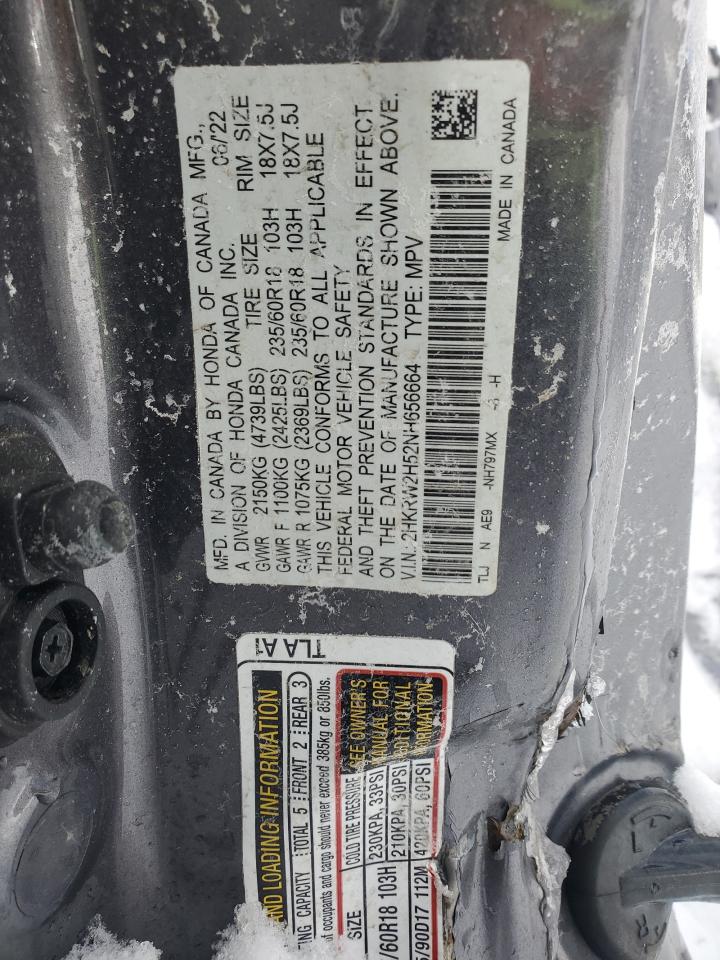 MFD. IN CANADA BY HONDA OF CANADA MFG.,
A DIVISION OF HONDA CANADA INC. 06/'22
GVWR 2150KG (4739LBS) TIRE SIZE RIM SIZE
GAWR F 1100KG (2425LBS) 235/60R18 103H 18X7.5J
GAWR R 1075KG (2369LBS) 235/60R18 103H 18X7.5J
THIS VEHICLE CONFORMS TO ALL APPLICABLE
FEDERAL MOTOR VEHICLE SAFETY
AND THEFT PREVENTION STANDARDS IN EFFECT
ON THE DATE OF MANUFACTURE SHOWN ABOVE.
V.I.N.: 2HKRW2H52NH656664 TYPE: MPV
TLJ N AE9 -NH797MX -H
MADE IN CANADA
TLA A
AND LOADING INFORMATION
TING CAPACITY TOTAL 5 FRONT 2 REAR 3
of occupants and cargo should never exceed 385kg or 850lbs.
SIZE COLD TIRE PRESSURE SEE OWNER'S
/60R18 103H 230KPA, 33PSI MANUAL FOR
210KPA, 30PSI
/90D17 112M 420KPA, 60PSI